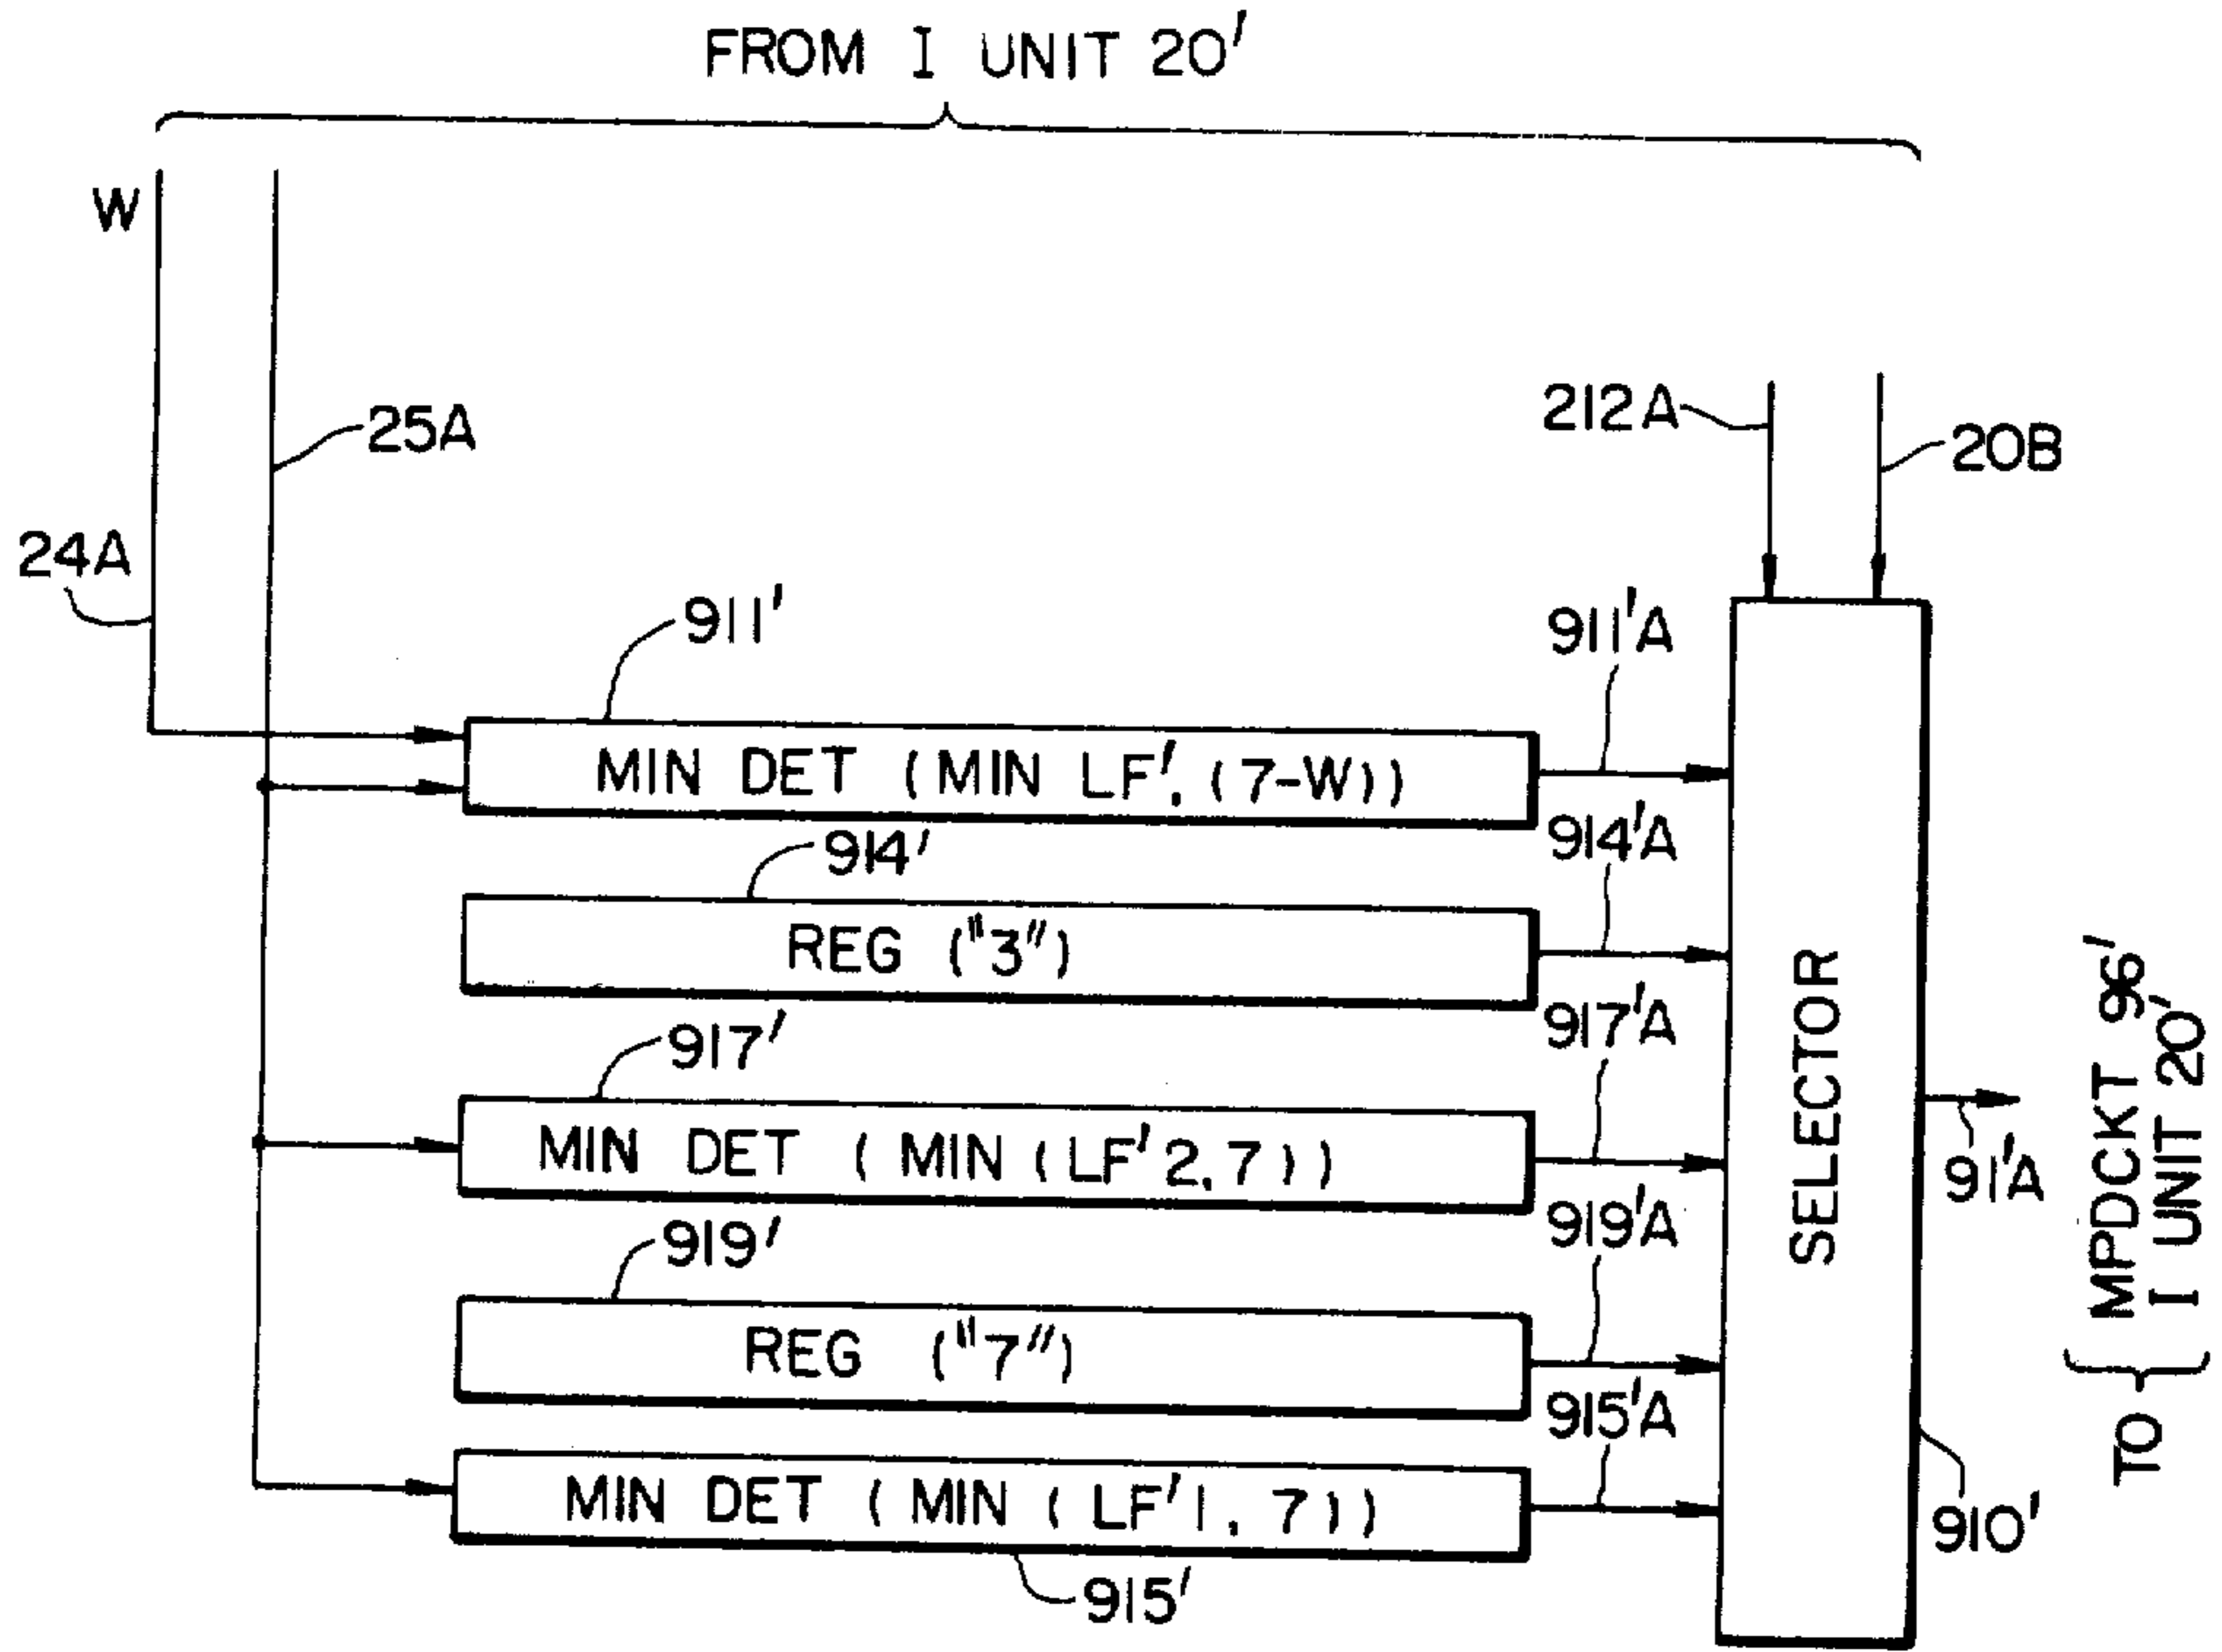 FROM I UNIT 20'
W
25A
212A
20B
24A
911'
911'A
MIN DET (MIN LF', (7-W))
914'
914'A
REG ("3")
917'
917'A
MIN DET (MIN (LF'2, 7))
919'
919'A
REG ("7")
915'A
MIN DET (MIN (LF'1, 7))
915'
SELECTOR
91'A
910'
TO { MPDCKT 96'
I UNIT 20'